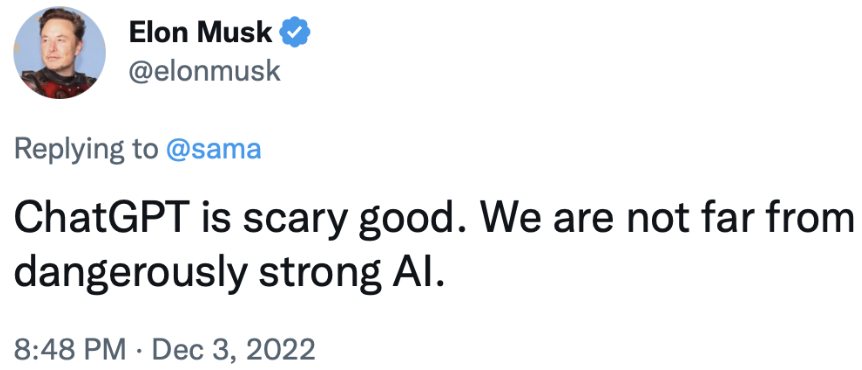 Elon Musk
@elonmusk
Replying to @sama
ChatGPT is scary good. We are not far from
dangerously strong AI.
8:48 PM · Dec 3, 2022